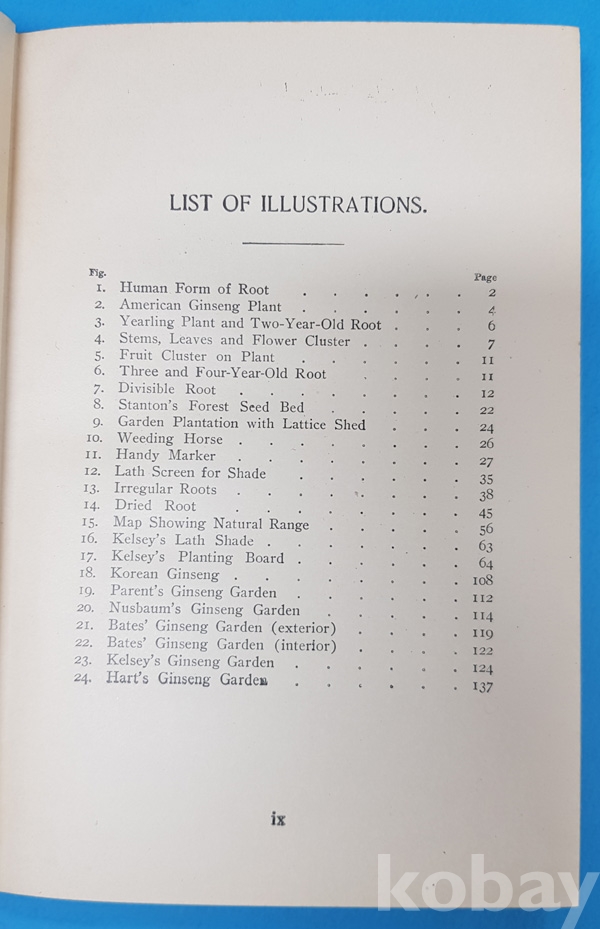 LIST OF ILLUSTRATIONS.
Fig. Page
1. Human Form of Root . . . . . . 2
2. American Ginseng Plant . . . . . . 4
3. Yearling Plant and Two-Year-Old Root . . . 6
4. Stems, Leaves and Flower Cluster . . . . 7
5. Fruit Cluster on Plant . . . . . . 11
6. Three and Four-Year-Old Root . . . . 11
7. Divisible Root . . . . . . . 12
8. Stanton's Forest Seed Bed . . . . . 22
9. Garden Plantation with Lattice Shed . . . 24
10. Weeding Horse . . . . . . . 26
11. Handy Marker . . . . . . . 27
12. Lath Screen for Shade . . . . . . 35
13. Irregular Roots . . . . . . . 38
14. Dried Root . . . . . . . 45
15. Map Showing Natural Range . . . . . 56
16. Kelsey's Lath Shade . . . . . . . 63
17. Kelsey's Planting Board . . . . . . 64
18. Korean Ginseng . . . . . . . . 108
19. Parent's Ginseng Garden . . . . . . 112
20. Nusbaum's Ginseng Garden . . . . . 114
21. Bates' Ginseng Garden (exterior) . . . . 119
22. Bates' Ginseng Garden (interior) . . . . 122
23. Kelsey's Ginseng Garden . . . . . . 124
24. Hart's Ginseng Garden . . . . . . 137
ix
kobay